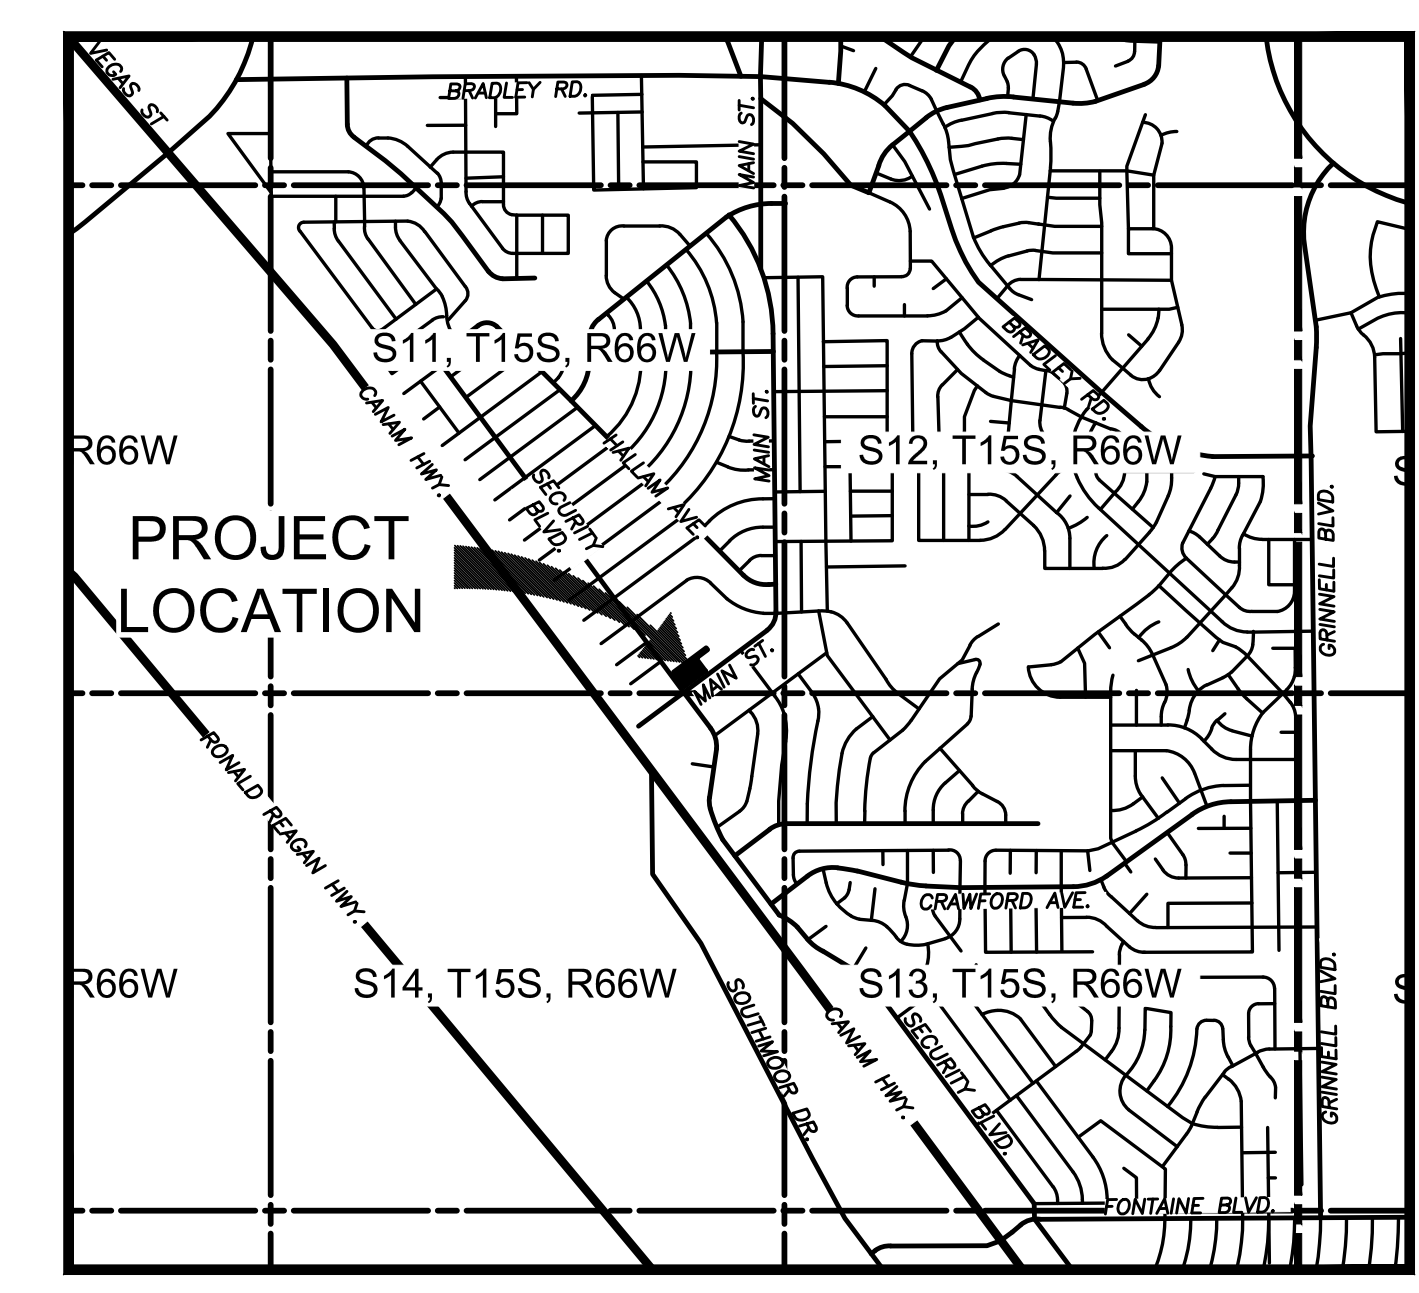 VEGAS ST
BRADLEY RD.
MAIN ST.
S11, T15S, R66W
BRADLEY RD.
CANAM HWY.
MAIN ST.
HALLAM AVE.
R66W
S12, T15S, R66W
S
SECURITY
BLVD.
GRINNELL BLVD.
PROJECT
LOCATION
MAIN ST.
RONALD REAGAN HWY.
CRAWFORD AVE.
R66W
S14, T15S, R66W
S13, T15S, R66W
S
SOUTHMOOR DR.
CANAM HWY.
SECURITY BLVD.
GRINNELL BLVD.
FONTAINE BLVD.